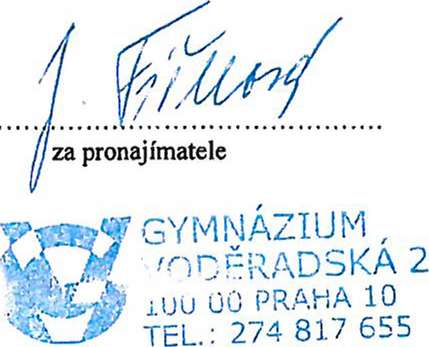 za pronajímatele
GYMNÁZIUM
VODĚRADSKÁ 2
100 00 PRAHA 10
TEL.: 274 817 655